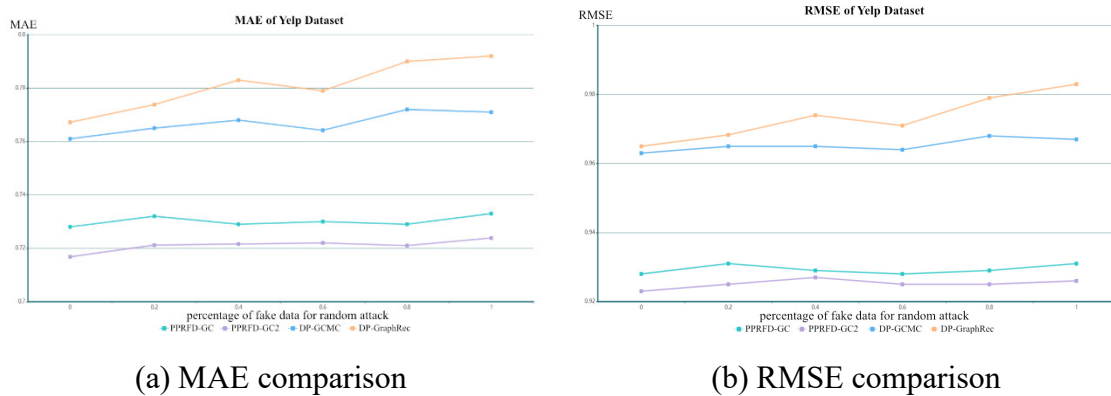 MAE of Yelp Dataset
MAE
0.8
0.78
0.76
0.74
0.72
0.7
0 0.2 0.4 0.6 0.8 1
percentage of fake data for random attack
PPRFD-GC PPRFD-GC2 DP-GCMC DP-GraphRec
(a) MAE comparison
RMSE of Yelp Dataset
RMSE
1
0.98
0.96
0.94
0.92
0 0.2 0.4 0.6 0.8 1
percentage of fake data for random attack
PPRFD-GC PPRFD-GC2 DP-GCMC DP-GraphRec
(b) RMSE comparison